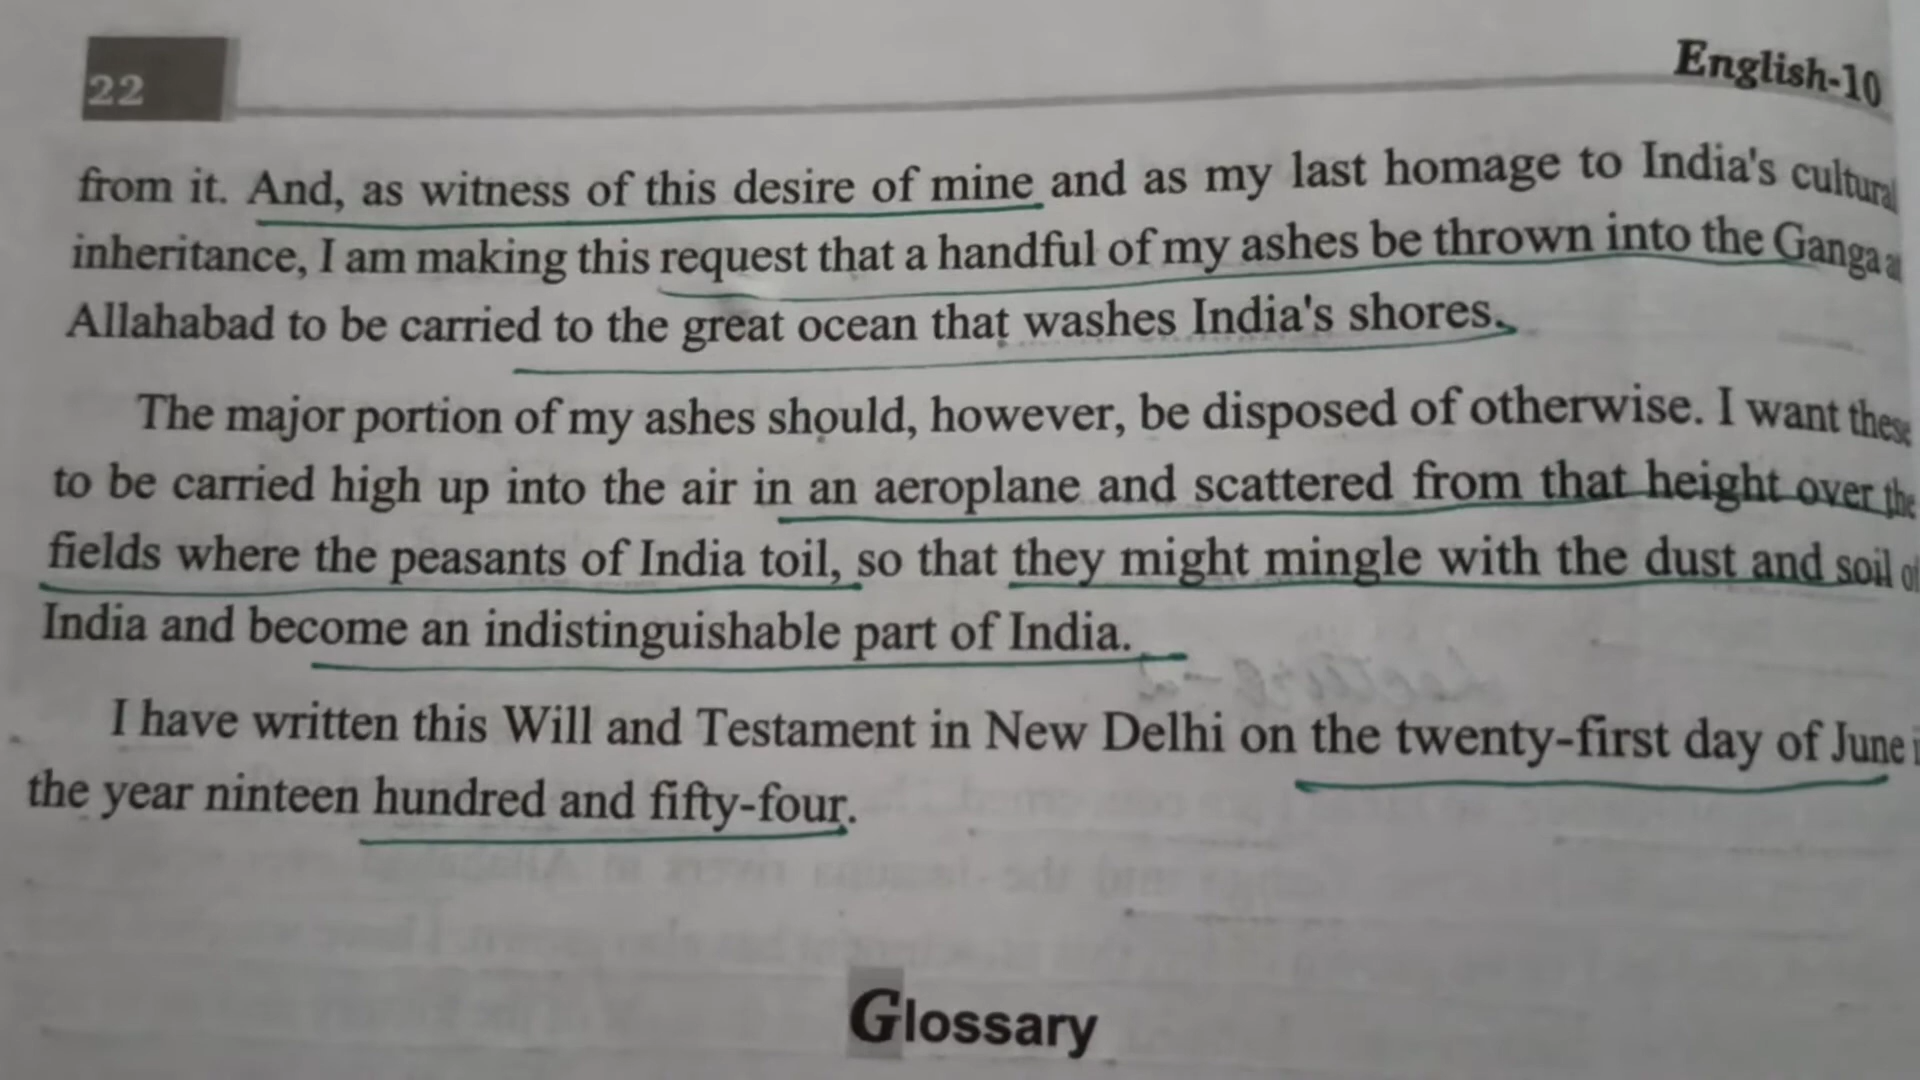 22
English-10
from it. And, as witness of this desire of mine and as my last homage to India's cultural
inheritance, I am making this request that a handful of my ashes be thrown into the Ganga at
Allahabad to be carried to the great ocean that washes India's shores.
The major portion of my ashes should, however, be disposed of otherwise. I want these
to be carried high up into the air in an aeroplane and scattered from that height over the
fields where the peasants of India toil, so that they might mingle with the dust and soil of
India and become an indistinguishable part of India.
I have written this Will and Testament in New Delhi on the twenty-first day of June
the year ninteen hundred and fifty-four.
Glossary